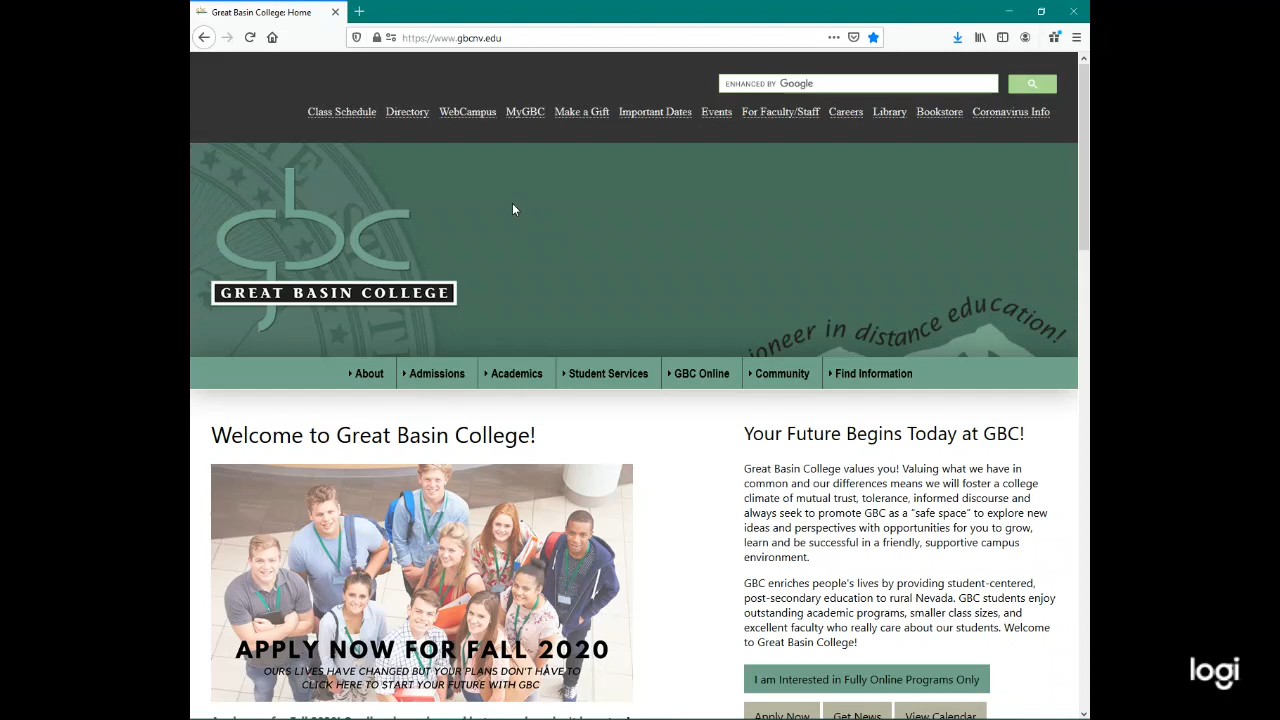 Great Basin College: Home
https://www.gbcnv.edu
ENHANCED BY Google
Class Schedule Directory WebCampus MyGBC Make a Gift Important Dates Events For Faculty/Staff Careers Library Bookstore Coronavirus Info
gbc
GREAT BASIN COLLEGE
ioneer in distance education!
About Admissions Academics Student Services GBC Online Community Find Information
Welcome to Great Basin College!
APPLY NOW FOR FALL 2020
OURS LIVES HAVE CHANGED BUT YOUR PLANS DON'T HAVE TO
CLICK HERE TO START YOUR FUTURE WITH GBC
Your Future Begins Today at GBC!
Great Basin College values you! Valuing what we have in
common and our differences means we will foster a college
climate of mutual trust, tolerance, informed discourse and
always seek to promote GBC as a "safe space" to explore new
ideas and perspectives with opportunities for you to grow,
learn and be successful in a friendly, supportive campus
environment.
GBC enriches people's lives by providing student-centered,
post-secondary education to rural Nevada. GBC students enjoy
outstanding academic programs, smaller class sizes, and
excellent faculty who really care about our students. Welcome
to Great Basin College!
I am Interested in Fully Online Programs Only
Apply Now Get News View Calendar
logi